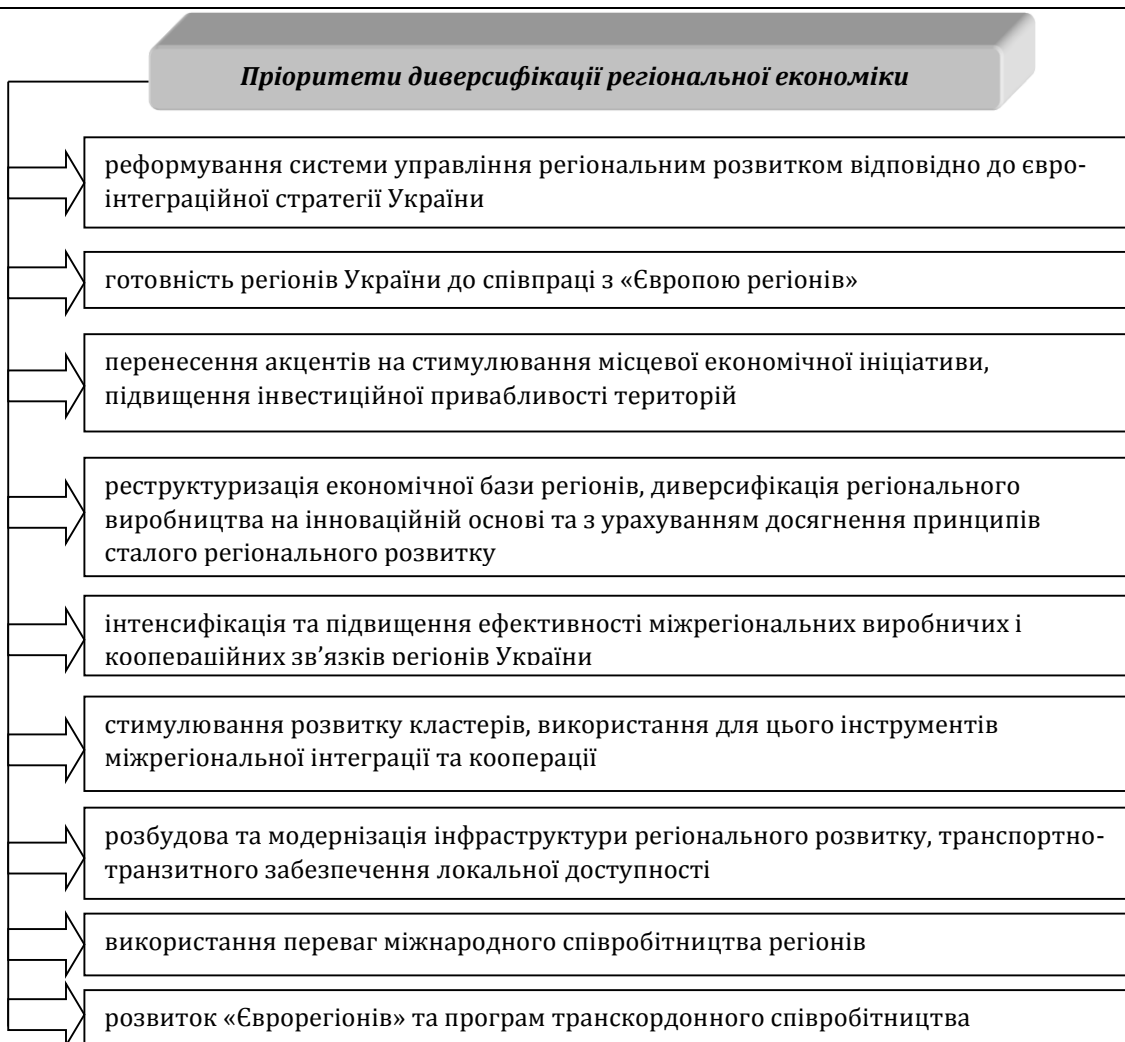 Пріоритети диверсифікації регіональної економіки
реформування системи управління регіональним розвитком відповідно до євро-
інтеграційної стратегії України
готовність регіонів України до співпраці з «Європою регіонів»
перенесення акцентів на стимулювання місцевої економічної ініціативи,
підвищення інвестиційної привабливості територій
реструктуризація економічної бази регіонів, диверсифікація регіонального
виробництва на інноваційній основі та з урахуванням досягнення принципів
сталого регіонального розвитку
інтенсифікація та підвищення ефективності міжрегіональних виробничих і
коопераційних зв’язків регіонів України
стимулювання розвитку кластерів, використання для цього інструментів
міжрегіональної інтеграції та кооперації
розбудова та модернізація інфраструктури регіонального розвитку, транспортно-
транзитного забезпечення локальної доступності
використання переваг міжнародного співробітництва регіонів
розвиток «Єврорегіонів» та програм транскордонного співробітництва